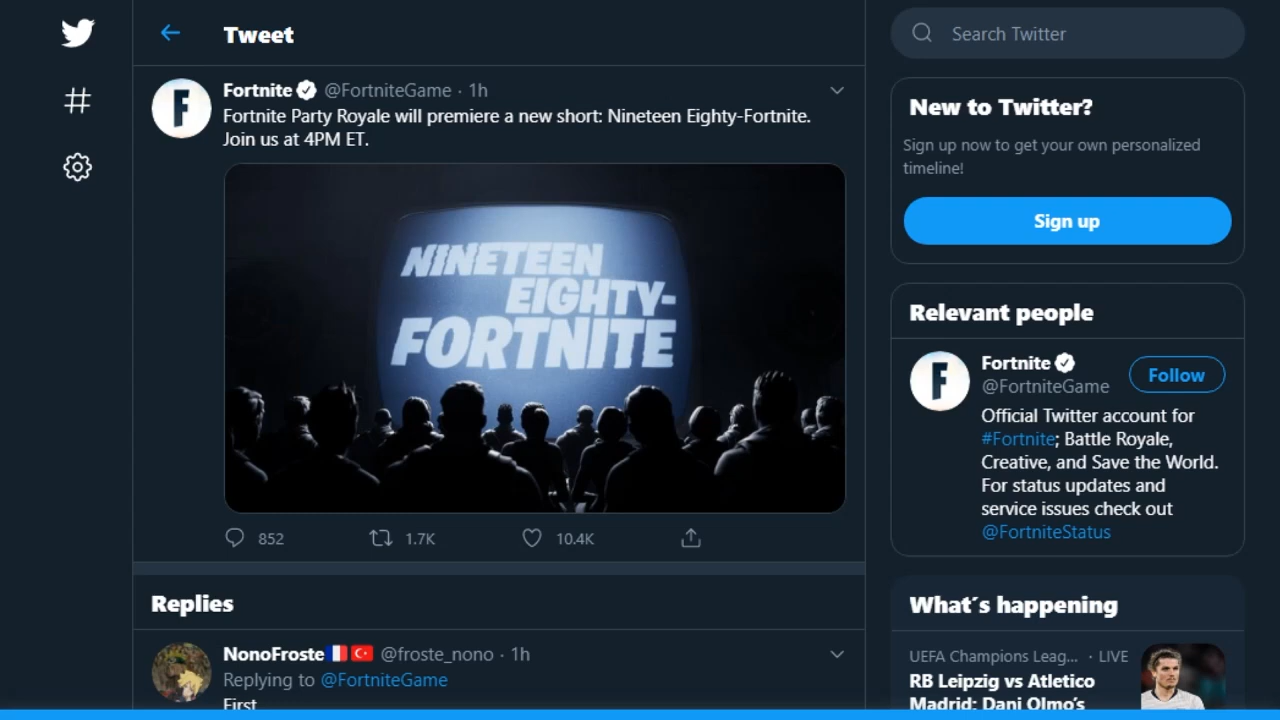 Tweet
Fortnite @FortniteGame · 1h
Fortnite Party Royale will premiere a new short: Nineteen Eighty-Fortnite.
Join us at 4PM ET.
NINETEEN
EIGHTY-
FORTNITE
852 1.7K 10.4K
Replies
NonoFroste🇫🇷🇹🇷 @froste_nono · 1h
Replying to @FortniteGame
First
Search Twitter
New to Twitter?
Sign up now to get your own personalized
timeline!
Sign up
Relevant people
F
Fortnite
@FortniteGame
Follow
Official Twitter account for
#Fortnite; Battle Royale,
Creative, and Save the World.
For status updates and
service issues check out
@FortniteStatus
What´s happening
UEFA Champions Leag... · LIVE
RB Leipzig vs Atletico
Madrid: Dani Olmo’s